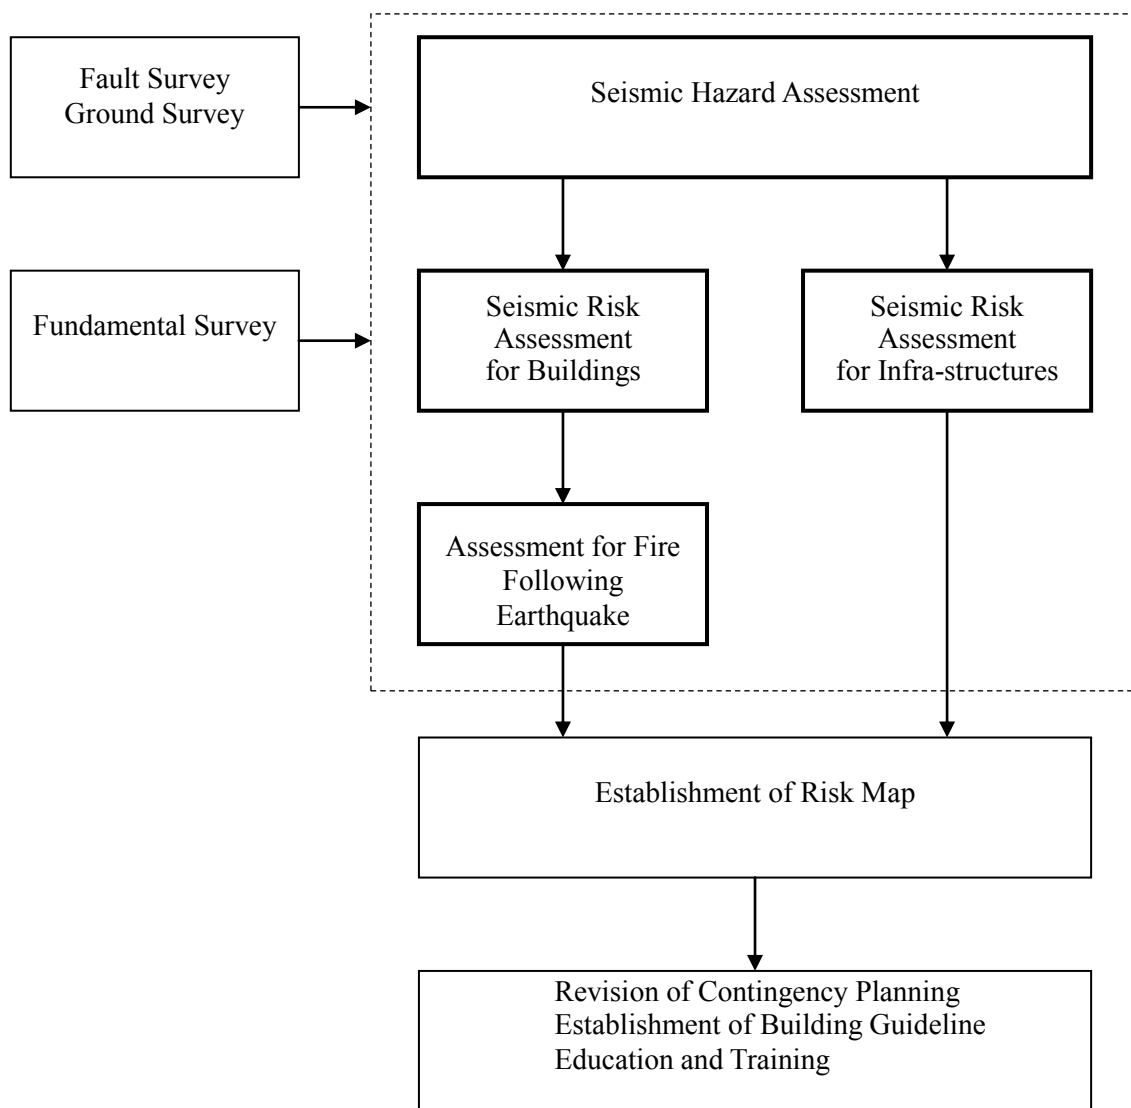 Fault Survey
Ground Survey
Seismic Hazard Assessment
Fundamental Survey
Seismic Risk
Assessment
for Buildings
Seismic Risk
Assessment
for Infra-structures
Assessment for Fire
Following
Earthquake
Establishment of Risk Map
Revision of Contingency Planning
Establishment of Building Guideline
Education and Training